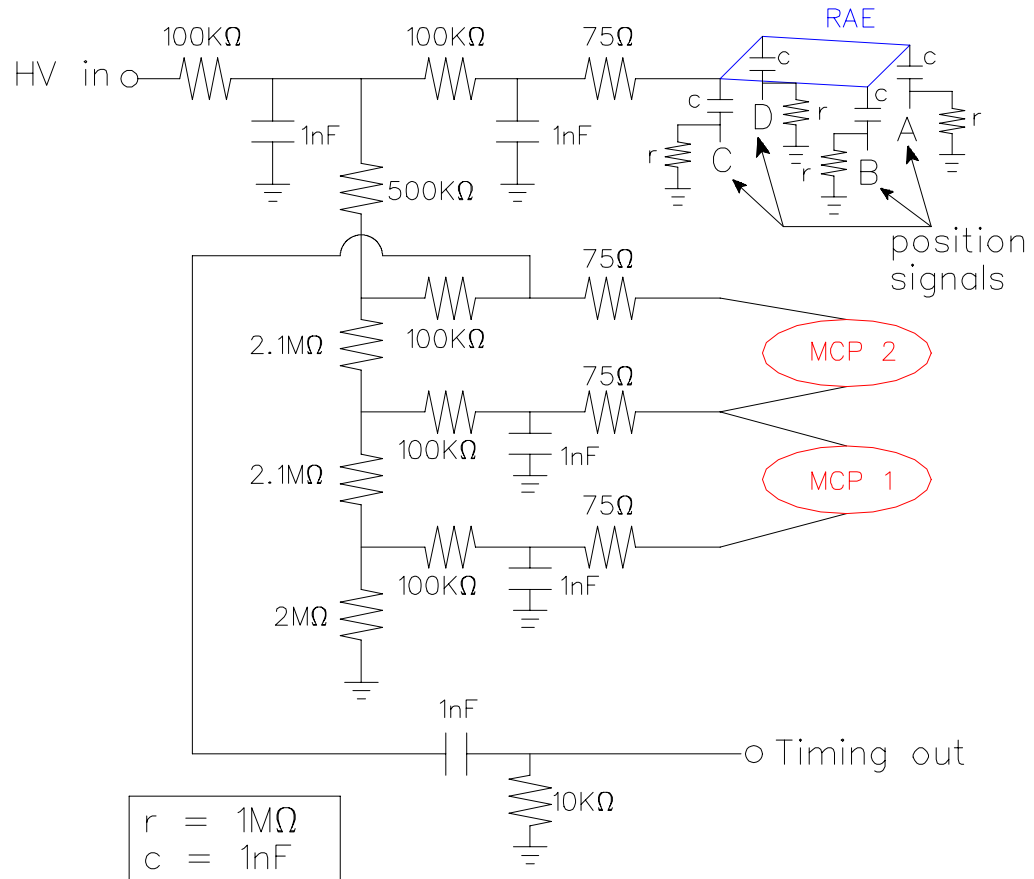 RAE
100KΩ
100KΩ
75Ω
HV in
c
c
c
c
1nF
1nF
r
r
r
r
D
A
C
B
500KΩ
position
signals
75Ω
100KΩ
2.1MΩ
MCP 2
75Ω
100KΩ
1nF
2.1MΩ
MCP 1
75Ω
100KΩ
1nF
2MΩ
1nF
Timing out
10KΩ
r = 1MΩ
c = 1nF